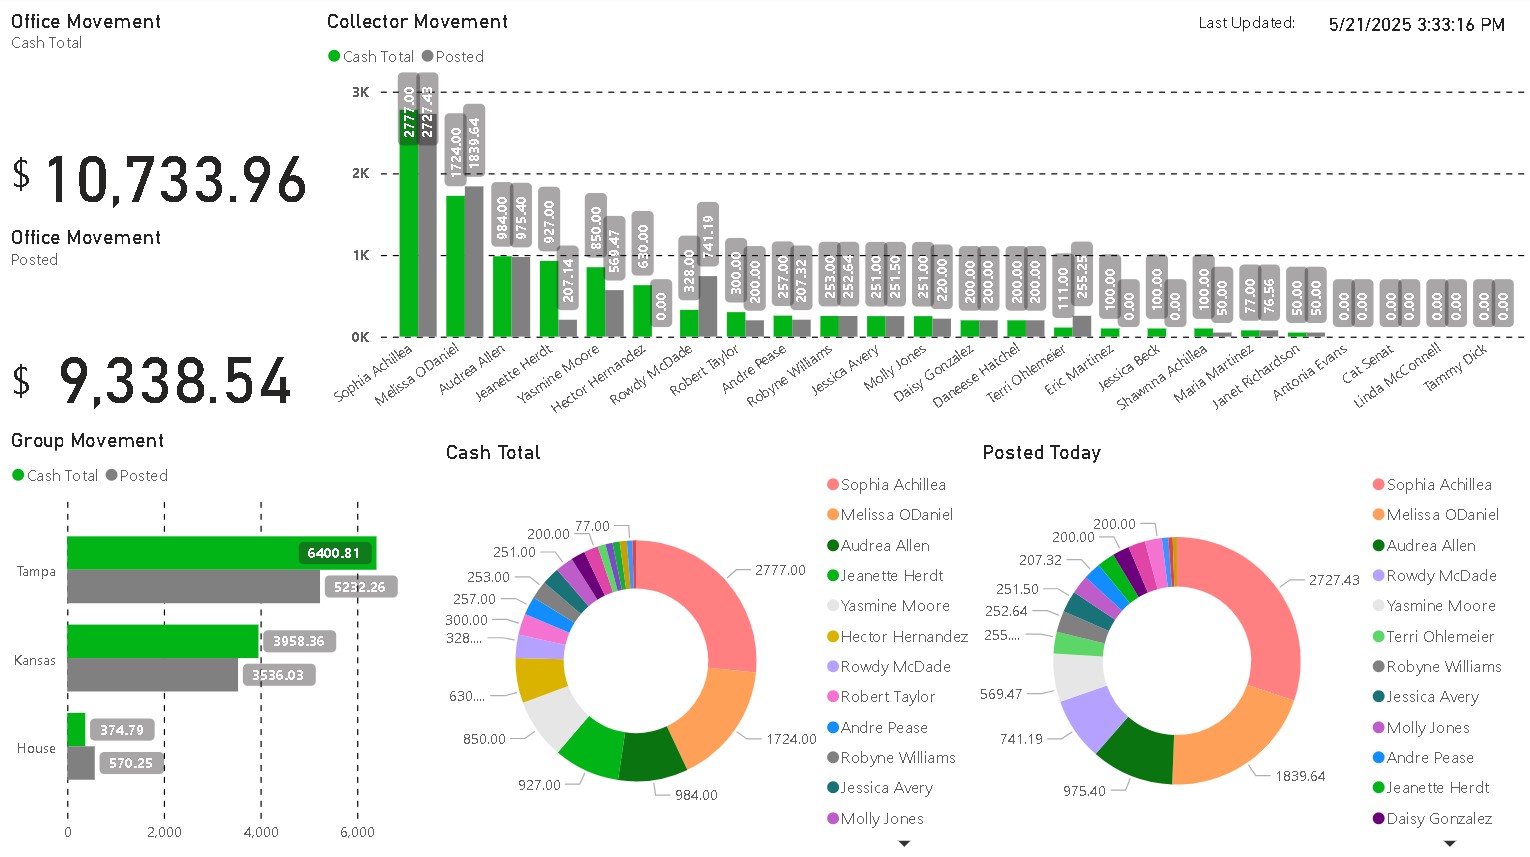 Office Movement
Cash Total
$ 10,733.96
Office Movement
Posted
$ 9,338.54
Collector Movement
Cash Total Posted
Last Updated: 5/21/2025 3:33:16 PM
3K
2K
1K
0K
2777.00 2727.43
1724.00 1839.64
984.00 975.40
927.00 207.14
850.00 569.47
630.00 0.00
328.00 741.19
300.00 200.00
257.00 207.32
253.00 252.64
251.00 251.50
251.00 220.00
200.00 200.00
200.00 200.00
111.00 255.25
100.00 0.00
100.00 0.00
100.00 50.00
77.00 76.56
50.00 50.00
0.00 0.00
0.00 0.00
0.00 0.00
0.00 0.00
Sophia Achillea
Melissa ODaniel
Audrea Allen
Jeanette Herdt
Yasmine Moore
Hector Hernandez
Rowdy McDade
Robert Taylor
Andre Pease
Robyne Williams
Jessica Avery
Molly Jones
Daisy Gonzalez
Daneese Hatchel
Terri Ohlemeier
Eric Martinez
Jessica Beck
Shawnna Achillea
Maria Martinez
Janet Richardson
Antonia Evans
Cat Senat
Linda McConnell
Tammy Dick
Group Movement
Cash Total Posted
Tampa
6400.81
5232.26
Kansas
3958.36
3536.03
House
374.79
570.25
0 2,000 4,000 6,000
Cash Total
77.00
200.00
251.00
253.00
257.00
300.00
328....
630....
850.00
927.00
984.00
1724.00
2777.00
Sophia Achillea
Melissa ODaniel
Audrea Allen
Jeanette Herdt
Yasmine Moore
Hector Hernandez
Rowdy McDade
Robert Taylor
Andre Pease
Robyne Williams
Jessica Avery
Molly Jones
Posted Today
200.00
200.00
207.32
251.50
252.64
255....
569.47
741.19
975.40
1839.64
2727.43
Sophia Achillea
Melissa ODaniel
Audrea Allen
Rowdy McDade
Yasmine Moore
Terri Ohlemeier
Robyne Williams
Jessica Avery
Molly Jones
Andre Pease
Jeanette Herdt
Daisy Gonzalez